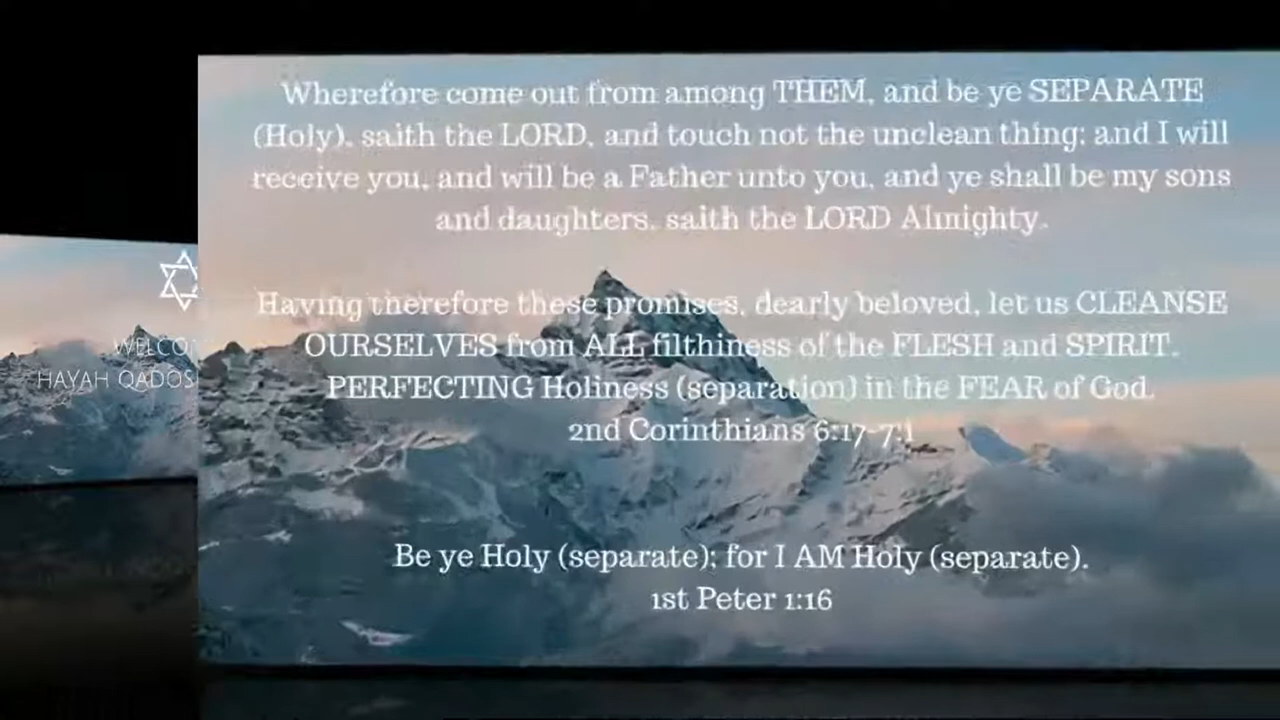 Wherefore come out from among THEM, and be ye SEPARATE
(Holy), saith the LORD, and touch not the unclean thing; and I will
receive you, and will be a Father unto you, and ye shall be my sons
and daughters, saith the LORD Almighty.
Having therefore these promises, dearly beloved, let us CLEANSE
OURSELVES from ALL filthiness of the FLESH and SPIRIT,
PERFECTING Holiness (separation) in the FEAR of God.
2nd Corinthians 6:17-7:1
Be ye Holy (separate); for I AM Holy (separate).
1st Peter 1:16
HAYAH QADOS